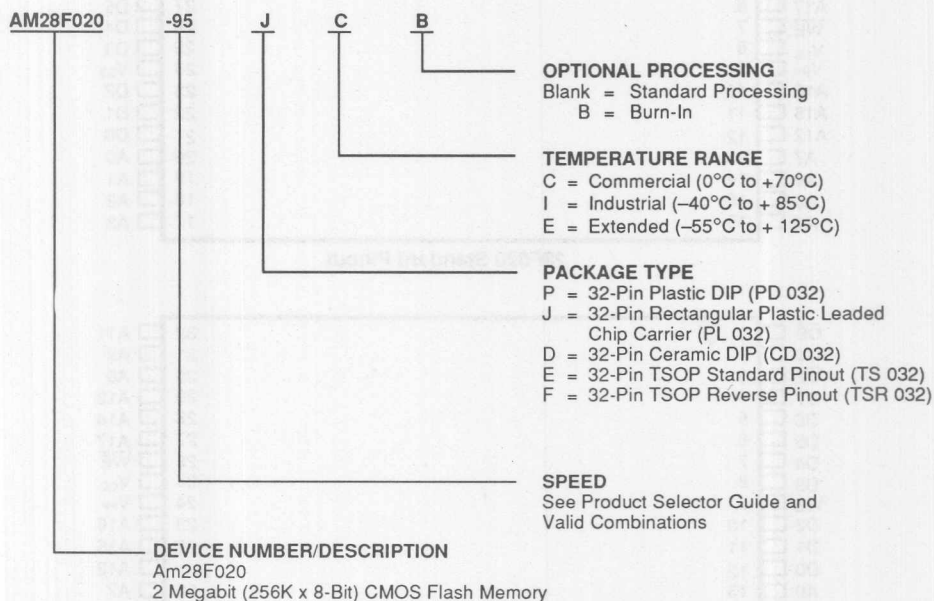 AM28F020 -95 J C B
OPTIONAL PROCESSING
Blank = Standard Processing
B = Burn-In
TEMPERATURE RANGE
C = Commercial (0°C to +70°C)
I = Industrial (–40°C to + 85°C)
E = Extended (–55°C to + 125°C)
PACKAGE TYPE
P = 32-Pin Plastic DIP (PD 032)
J = 32-Pin Rectangular Plastic Leaded
Chip Carrier (PL 032)
D = 32-Pin Ceramic DIP (CD 032)
E = 32-Pin TSOP Standard Pinout (TS 032)
F = 32-Pin TSOP Reverse Pinout (TSR 032)
SPEED
See Product Selector Guide and
Valid Combinations
DEVICE NUMBER/DESCRIPTION
Am28F020
2 Megabit (256K x 8-Bit) CMOS Flash Memory